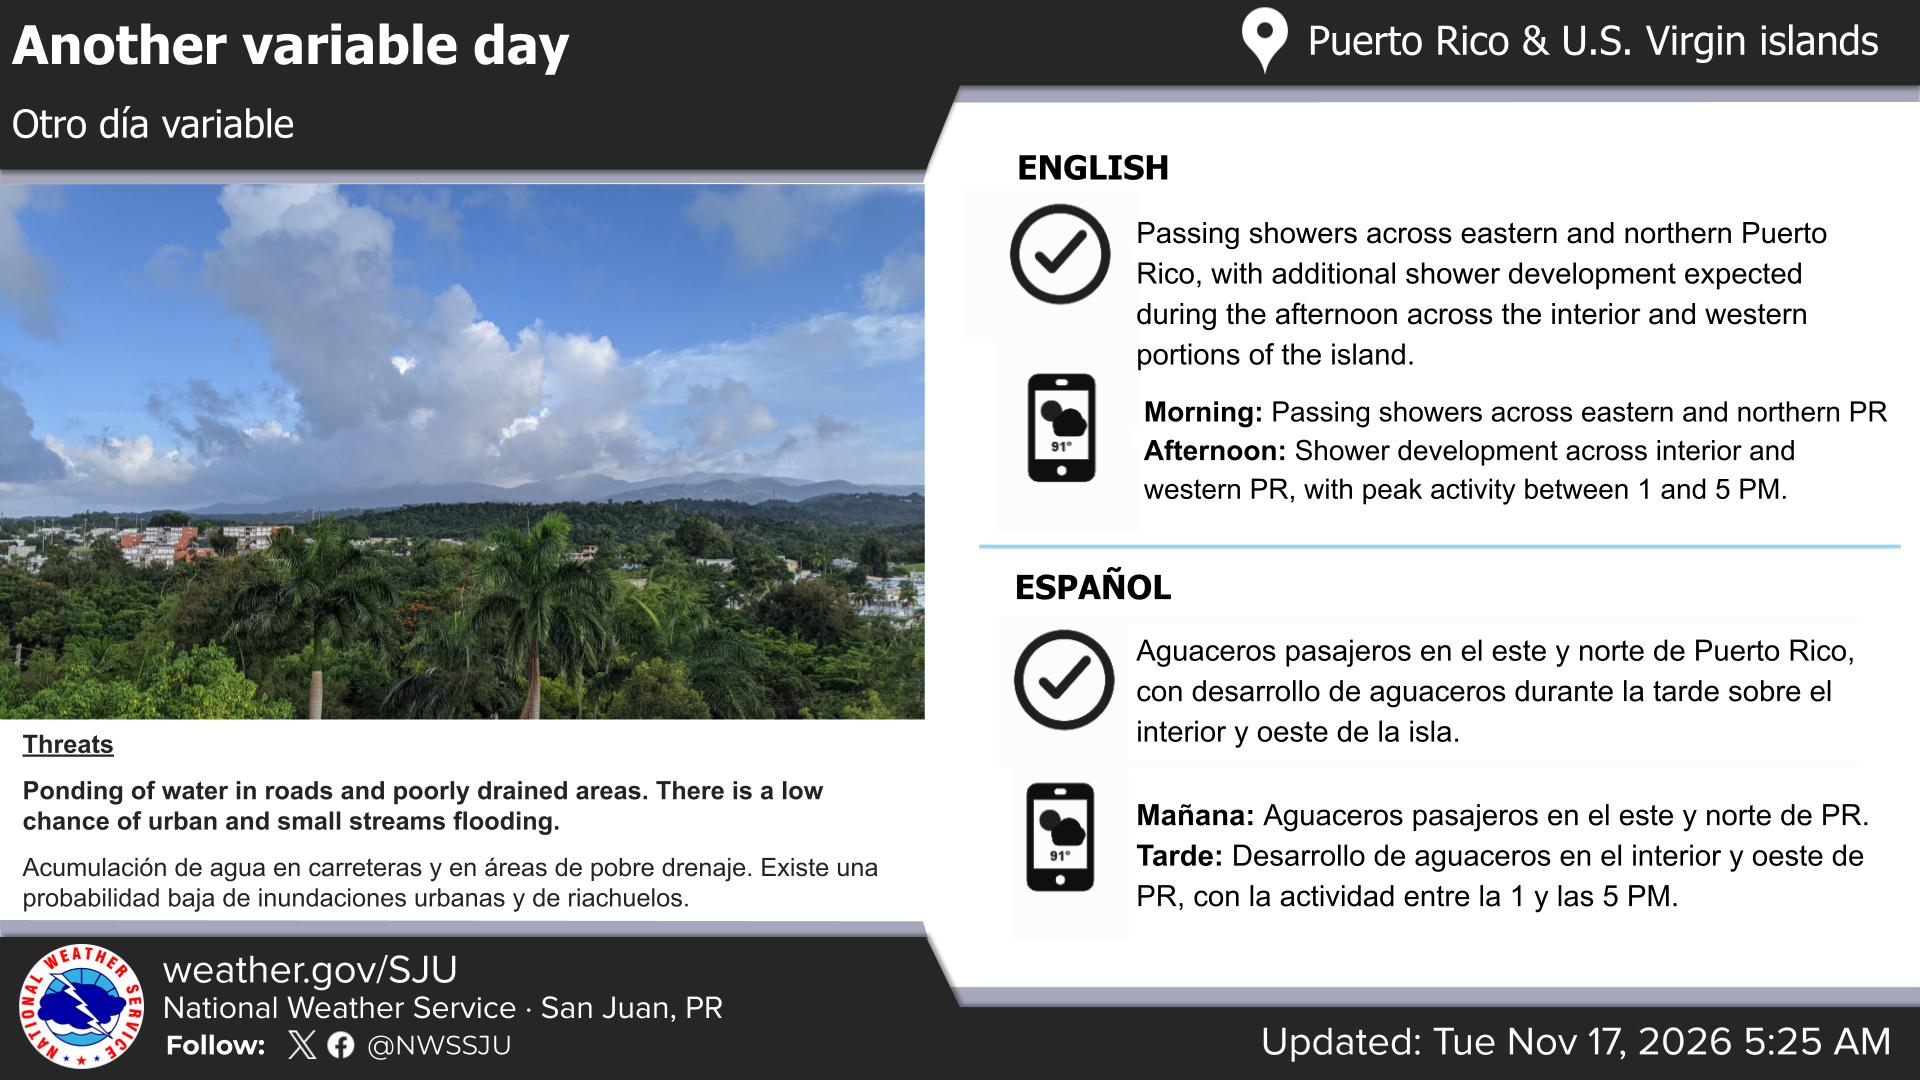 Another variable day
Otro día variable
Puerto Rico & U.S. Virgin islands
Threats
Ponding of water in roads and poorly drained areas. There is a low
chance of urban and small streams flooding.
Acumulación de agua en carreteras y en áreas de pobre drenaje. Existe una
probabilidad baja de inundaciones urbanas y de riachuelos.
ENGLISH
Passing showers across eastern and northern Puerto
Rico, with additional shower development expected
during the afternoon across the interior and western
portions of the island.
91°
Morning: Passing showers across eastern and northern PR
Afternoon: Shower development across interior and
western PR, with peak activity between 1 and 5 PM.
ESPAÑOL
Aguaceros pasajeros en el este y norte de Puerto Rico,
con desarrollo de aguaceros durante la tarde sobre el
interior y oeste de la isla.
91°
Mañana: Aguaceros pasajeros en el este y norte de PR.
Tarde: Desarrollo de aguaceros en el interior y oeste de
PR, con la actividad entre la 1 y las 5 PM.
NATIONAL WEATHER SERVICE
weather.gov/SJU
National Weather Service · San Juan, PR
Follow: @NWSSJU
Updated: Tue Nov 17, 2026 5:25 AM